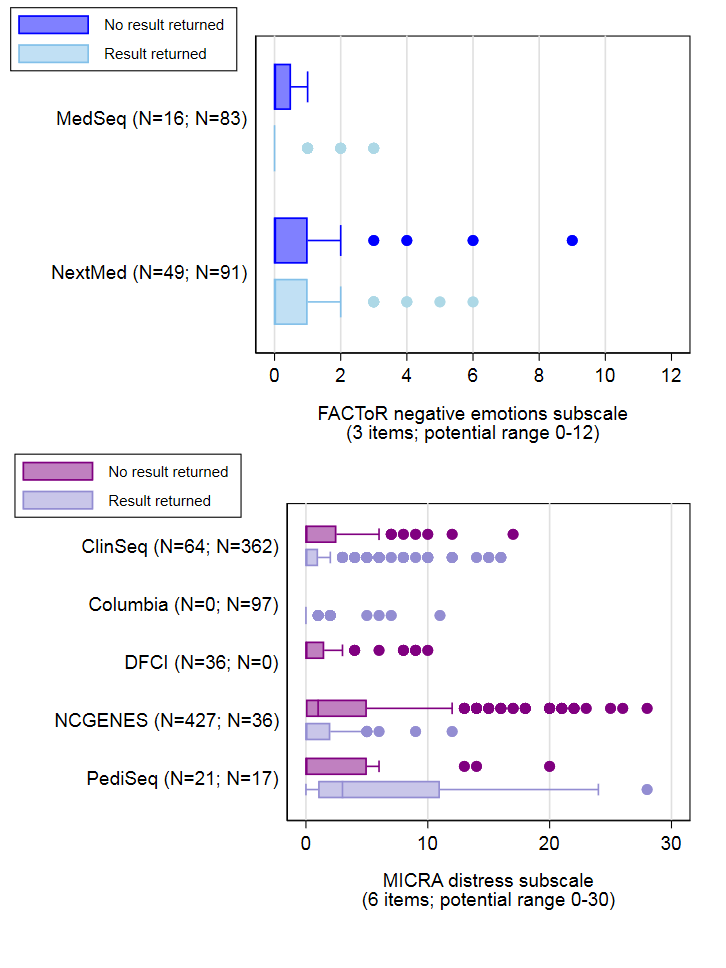 No result returned
Result returned
MedSeq (N=16; N=83)
NextMed (N=49; N=91)
0 2 4 6 8 10 12
FACToR negative emotions subscale
(3 items; potential range 0-12)
No result returned
Result returned
ClinSeq (N=64; N=362)
Columbia (N=0; N=97)
DFCI (N=36; N=0)
NCGENES (N=427; N=36)
PediSeq (N=21; N=17)
0 10 20 30
MICRA distress subscale
(6 items; potential range 0-30)